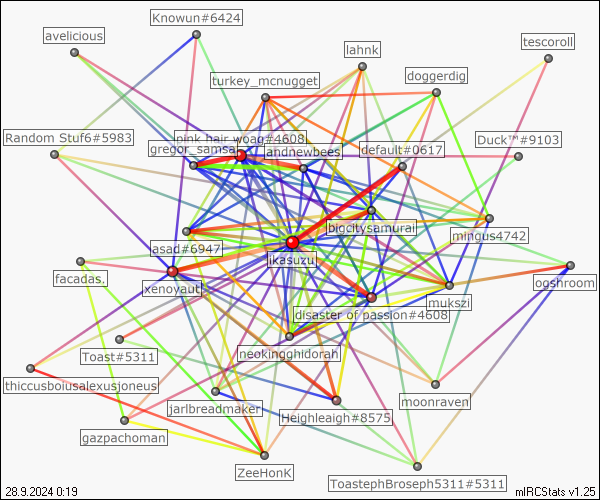 Knowun#6424
avelicious
lahnk
tescoroll
turkey_mcnugget
doggerdig
Random Stuf6#5983
pink hair woag#4608
gregor_samsa
andnewbees
default#0617
Duck™#9103
bigcitysamurai
mingus4742
asad#6947
ikasuzu
facadas.
xenoyaut
ogshroom
mukszi
disaster of passion#4608
neokingghidorah
Toast#5311
thiccusboiusalexusjoneus
jarlbreadmaker
moonraven
Heighleaigh#8575
gazpachoman
ZeeHonK
ToastephBroseph5311#5311
28.9.2024 0:19
mIRCStats v1.25